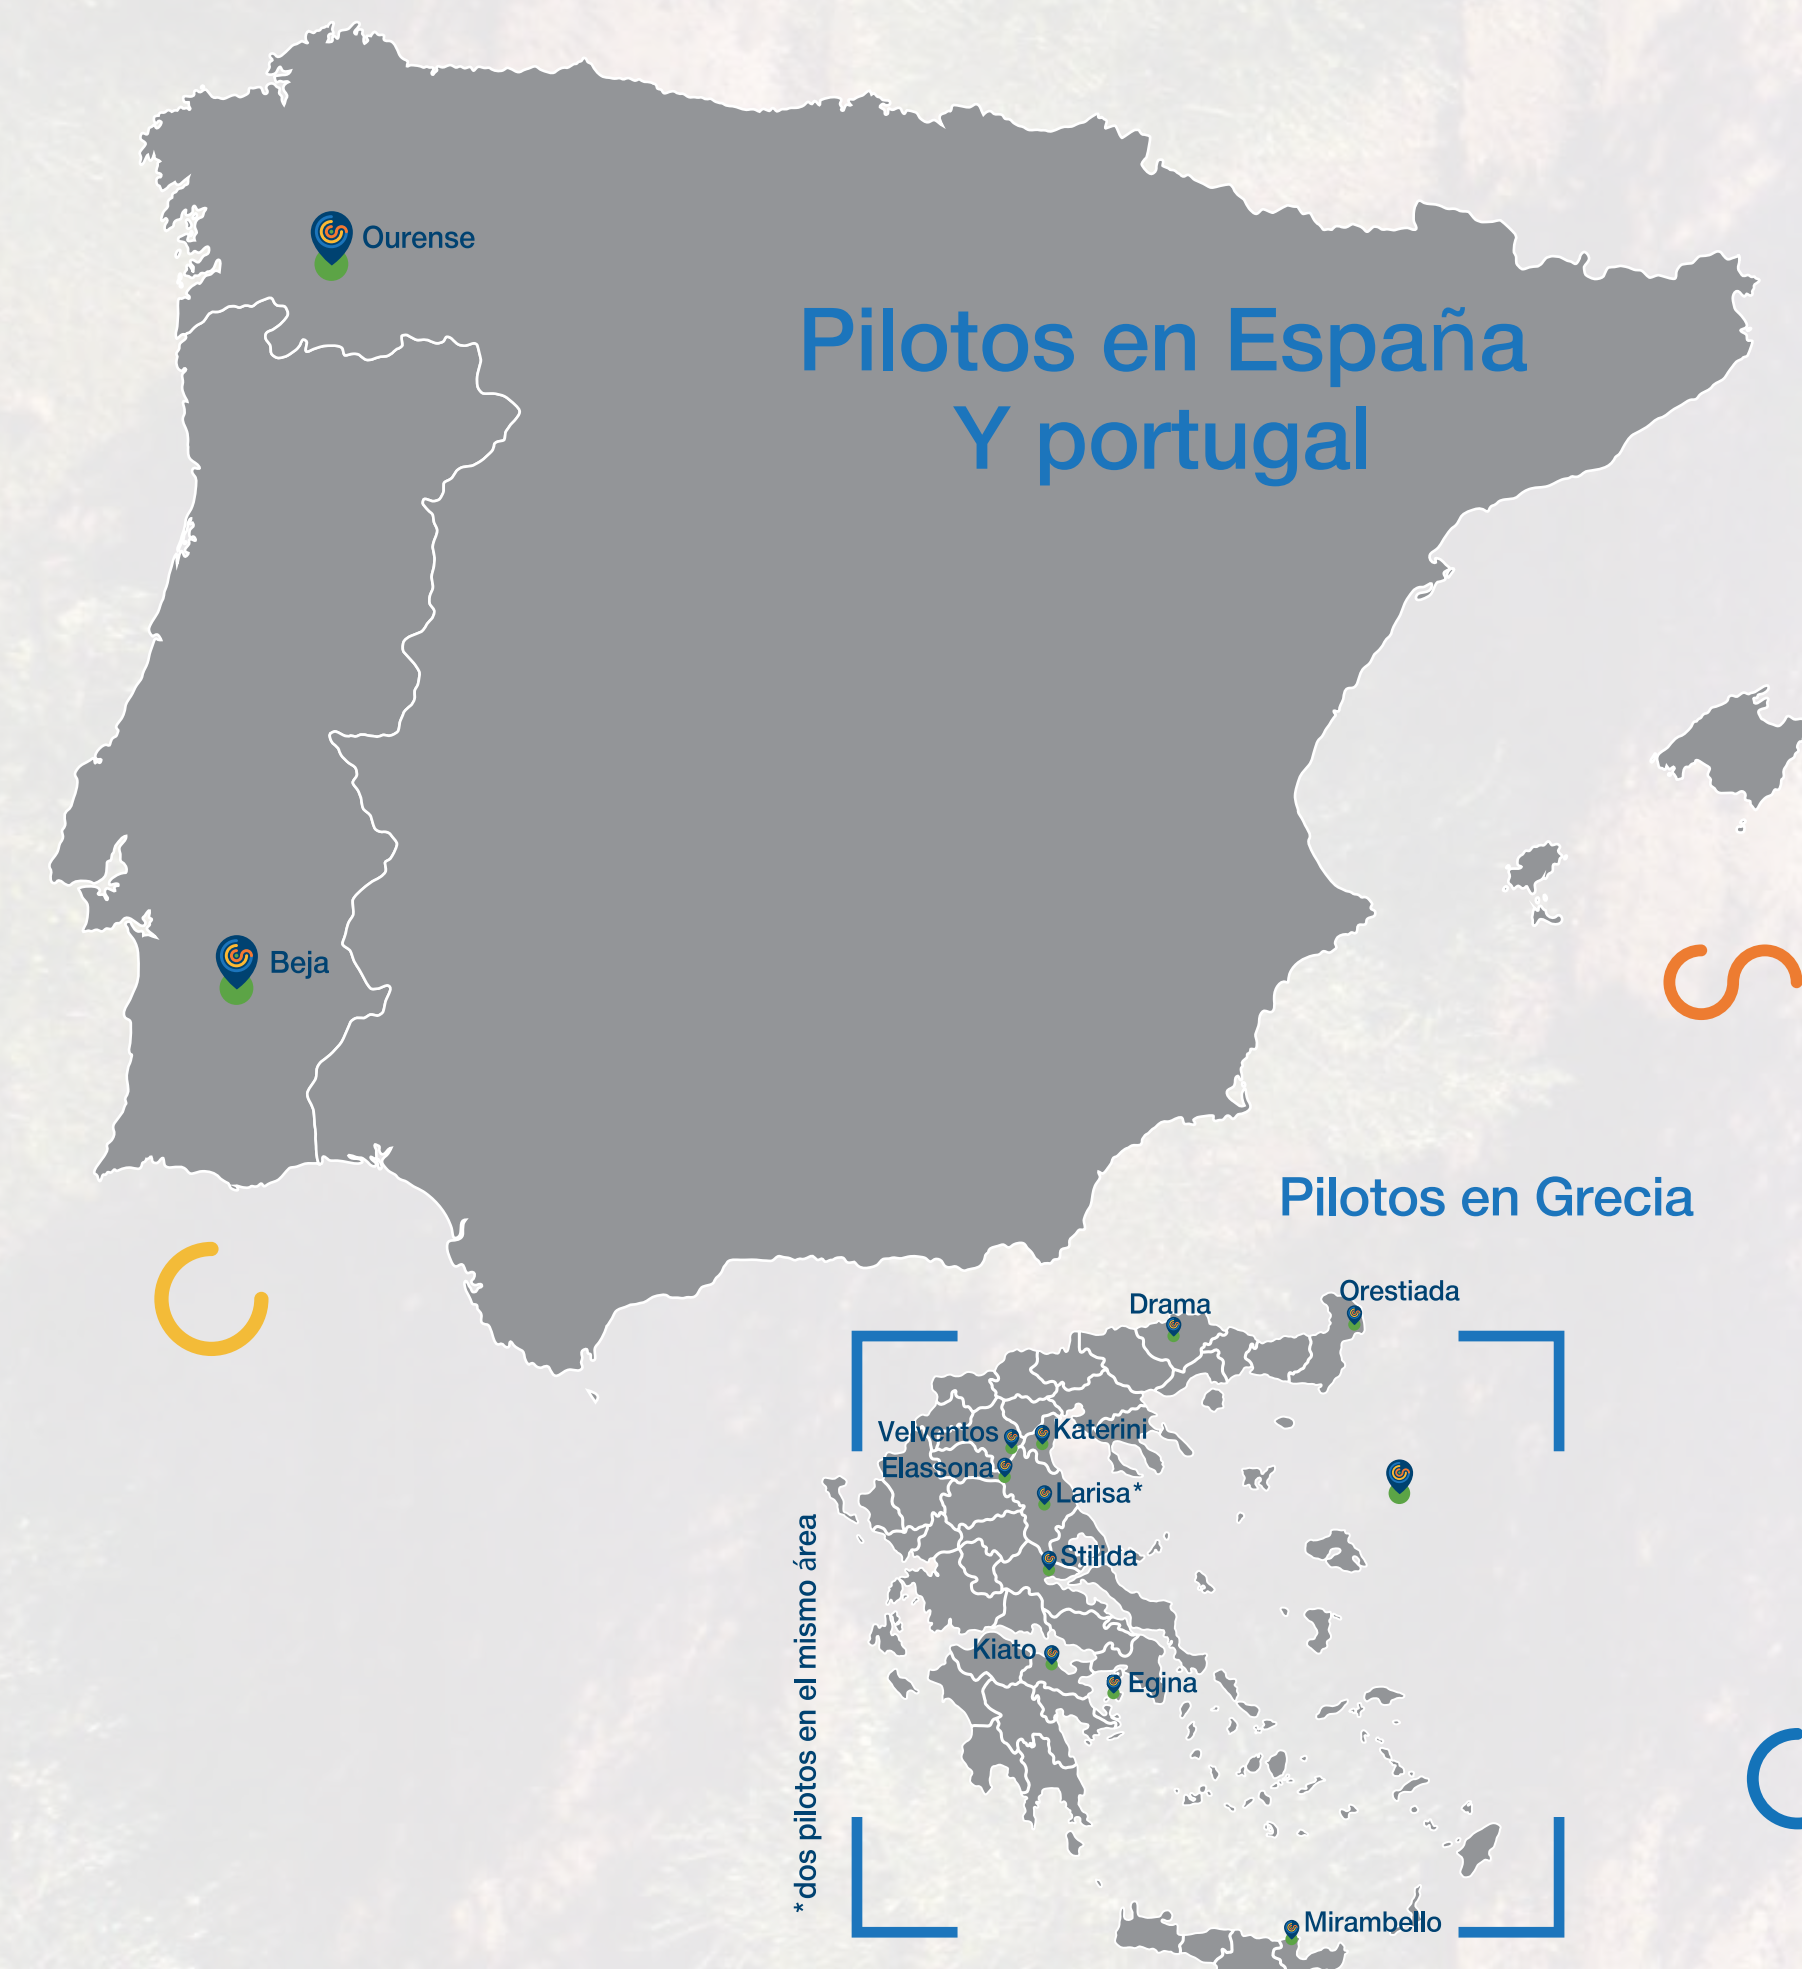 Ourense
Pilotos en España
Y portugal
Beja
Pilotos en Grecia
Orestiada
Drama
Velventos
Katerini
Elassona
Larisa*
Stilida
Kiato
Egina
Mirambello
*dos pilotos en el mismo área